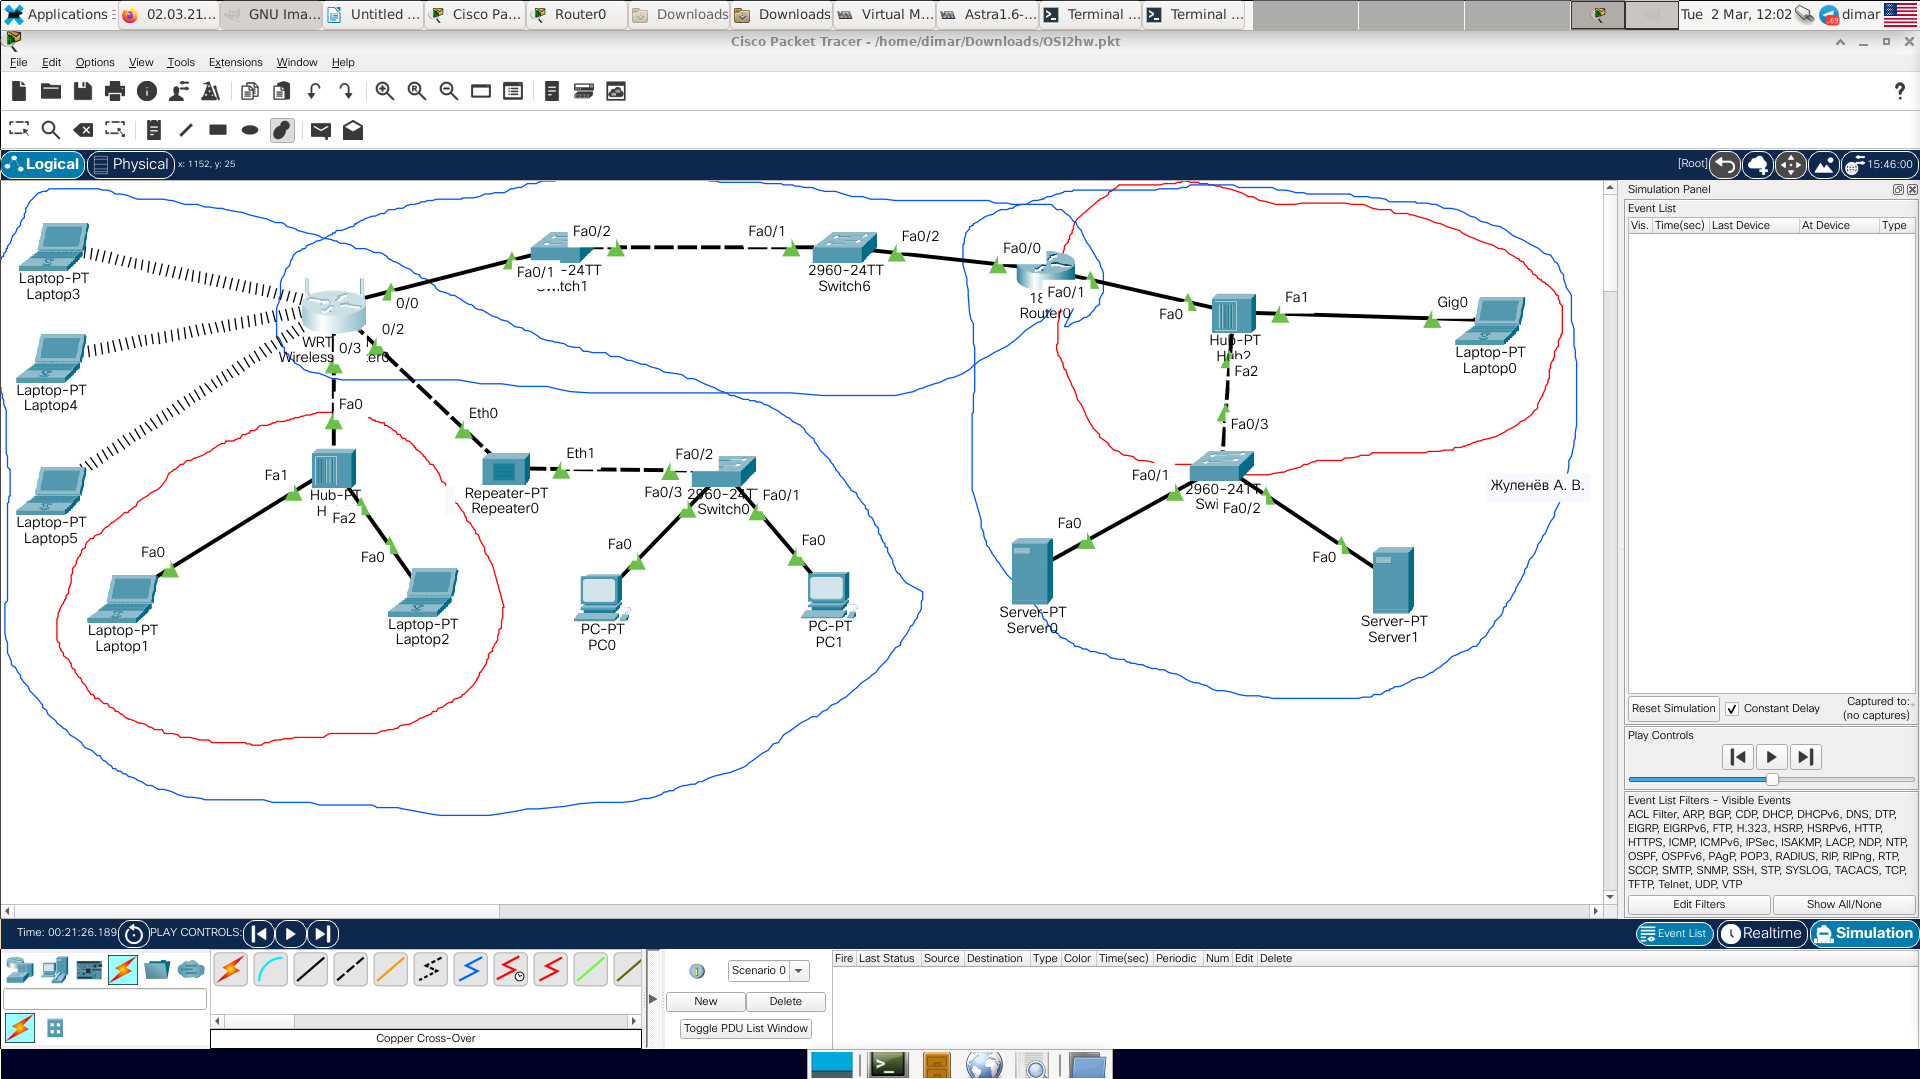 Applications
02.03.21...
GNU Ima...
Untitled ...
Cisco Pa...
Router0
Downloads
Downloads
Virtual M...
Astra1.6-...
Terminal ...
Terminal ...
Tue 2 Mar, 12:02
dimar
Cisco Packet Tracer - /home/dimar/Downloads/OSI2hw.pkt
File Edit Options View Tools Extensions Window Help
Logical
Physical
x: 1152, y: 25
[Root]
15:46:00
Laptop-PT
Laptop3
Laptop-PT
Laptop4
Laptop-PT
Laptop5
WRT
Wireless
0/0
0/2
0/3
Fa0/1
Fa0/2
-24TT
Fa0/1
Fa0/2
2960-24TT
Switch6
Fa0/0
Fa0/1
Router0
Fa0
Fa1
Fa2
Hub-PT
Hub2
Gig0
Laptop-PT
Laptop0
Fa0/3
Fa0/1
Fa0/2
2960-24TT
Fa0
Fa0
Server-PT
Server0
Server-PT
Server1
Жуленёв А. В.
Fa0
Fa1
Fa2
Hub-PT
Fa0
Fa0
Laptop-PT
Laptop1
Laptop-PT
Laptop2
Eth0
Eth1
Repeater-PT
Repeater0
Fa0/2
Fa0/3
Fa0/1
Switch0
Fa0
Fa0
PC-PT
PC0
PC-PT
PC1
Simulation Panel
Event List
Vis. Time(sec) Last Device At Device Type
Reset Simulation
Constant Delay
Captured to:
(no captures)
Play Controls
Event List Filters - Visible Events
ACL Filter, ARP, BGP, CDP, DHCP, DHCPv6, DNS, DTP,
EIGRP, EIGRPv6, FTP, H.323, HSRP, HSRPv6, HTTP,
HTTPS, ICMP, ICMPv6, IPSec, ISAKMP, LACP, NDP, NTP,
OSPF, OSPFv6, PAgP, POP3, RADIUS, RIP, RIPng, RTP,
SCCP, SMTP, SNMP, SSH, STP, SYSLOG, TACACS, TCP,
TFTP, Telnet, UDP, VTP
Edit Filters
Show All/None
Time: 00:21:26.189
PLAY CONTROLS:
Event List
Realtime
Simulation
Scenario 0
New
Delete
Toggle PDU List Window
Fire Last Status Source Destination Type Color Time(sec) Periodic Num Edit Delete
Copper Cross-Over